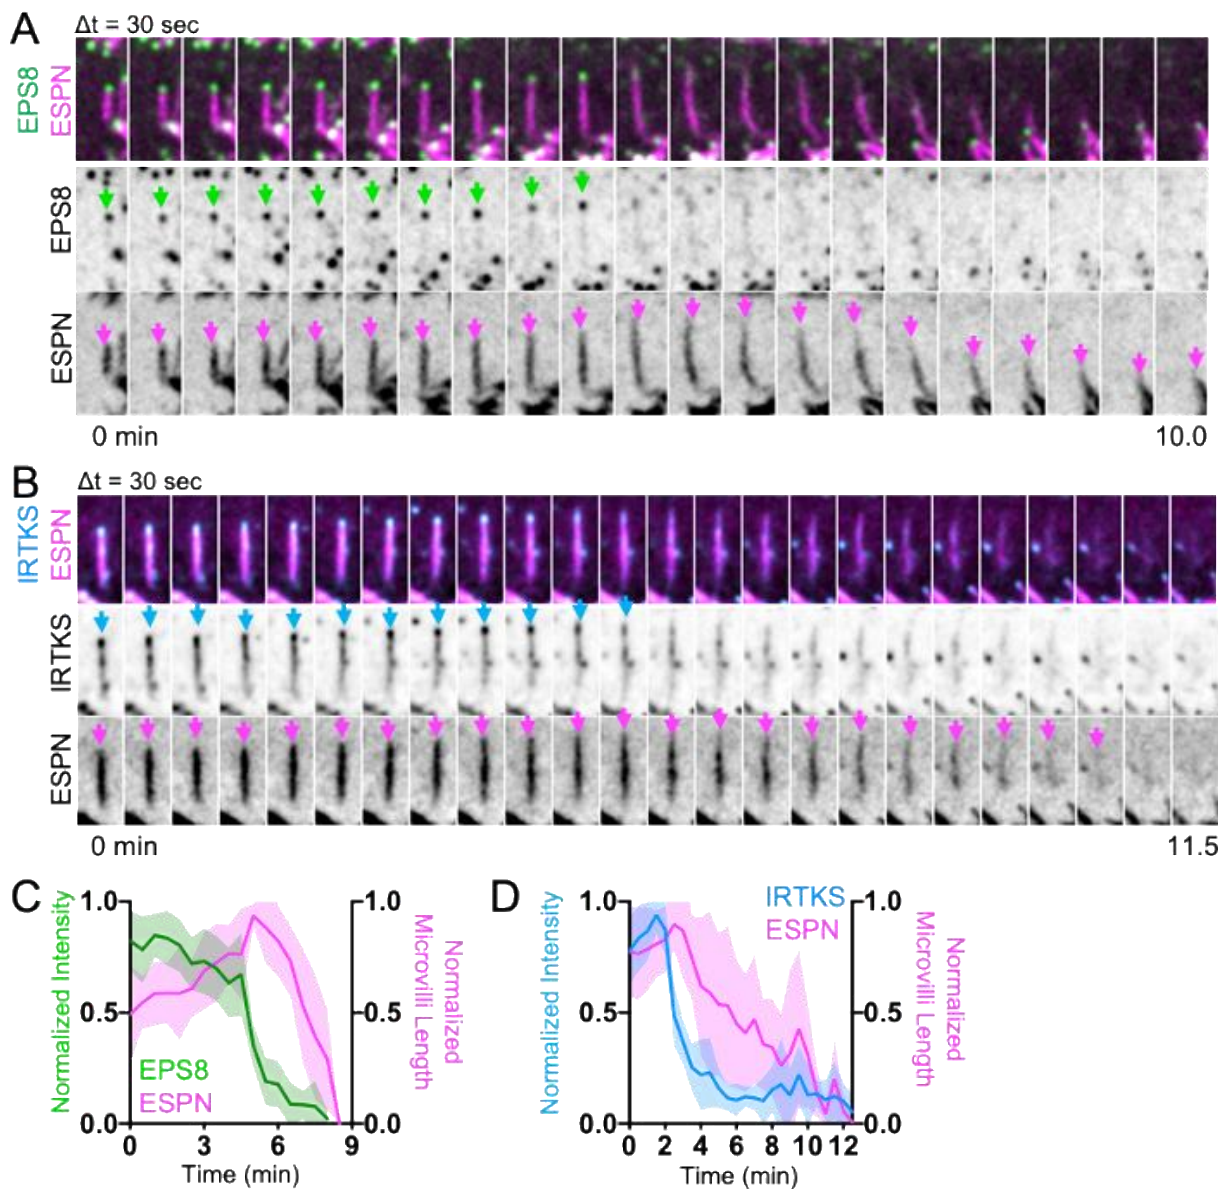 A
Δt = 30 sec
EPS8
ESPN
EPS8
ESPN
0 min
10.0
B
Δt = 30 sec
IRTKS
ESPN
IRTKS
ESPN
0 min
11.5
C
Normalized Intensity
1.0
0.5
0.0
EPS8
ESPN
0 3 6 9
Time (min)
1.0
0.5
0.0
Normalized
Microvilli Length
D
Normalized Intensity
1.0
0.5
0.0
IRTKS
ESPN
0 2 4 6 8 10 12
Time (min)
1.0
0.5
0.0
Normalized
Microvilli Length